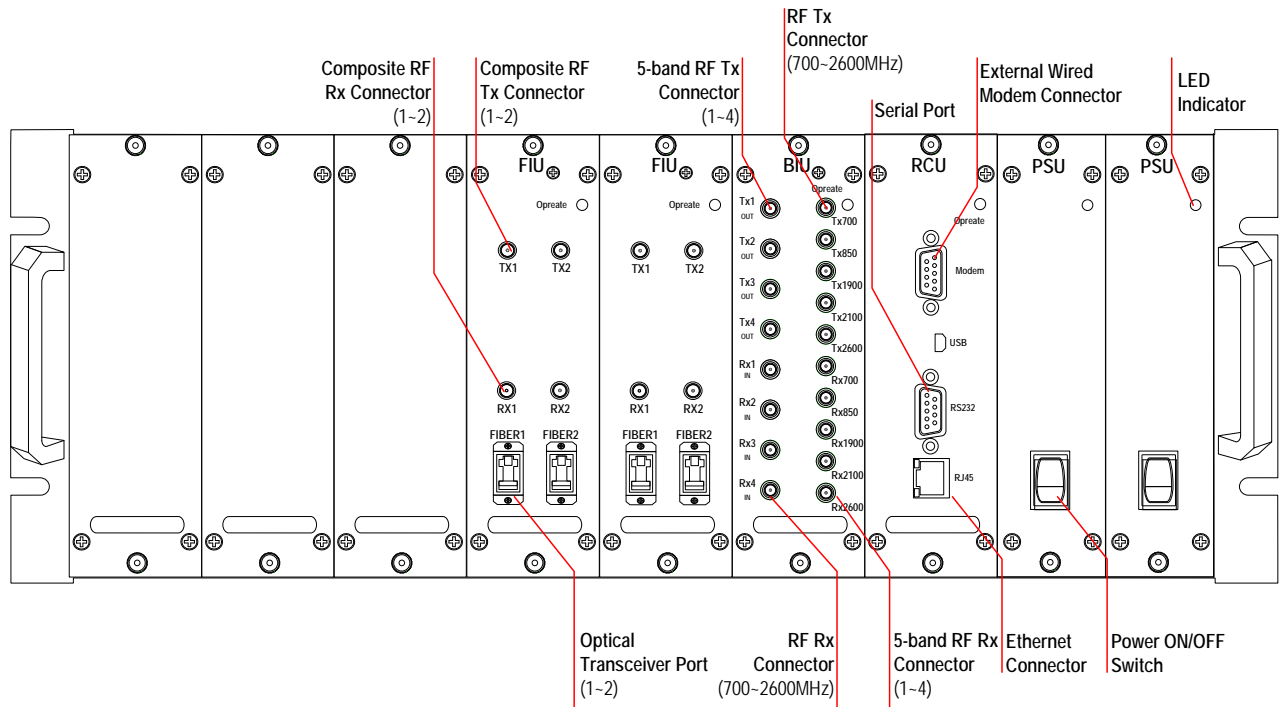 RF Tx
Connector
(700~2600MHz)
Composite RF
Rx Connector
(1~2)
Composite RF
Tx Connector
(1~2)
5-band RF Tx
Connector
(1~4)
Serial Port
External Wired
Modem Connector
LED
Indicator
FIU
Opreate
TX1
TX2
RX1
RX2
FIBER1
FIBER2
FIU
Opreate
TX1
TX2
RX1
RX2
FIBER1
FIBER2
BIU
Opreate
Tx1
OUT
Tx2
OUT
Tx3
OUT
Tx4
OUT
Rx1
IN
Rx2
IN
Rx3
IN
Rx4
IN
Tx700
Tx850
Tx1900
Tx2100
Tx2600
Rx700
Rx850
Rx1900
Rx2100
Rx2600
RCU
Opreate
Modem
USB
RS232
RJ45
PSU
PSU
Optical
Transceiver Port
(1~2)
RF Rx
Connector
(700~2600MHz)
5-band RF Rx
Connector
(1~4)
Ethernet
Connector
Power ON/OFF
Switch